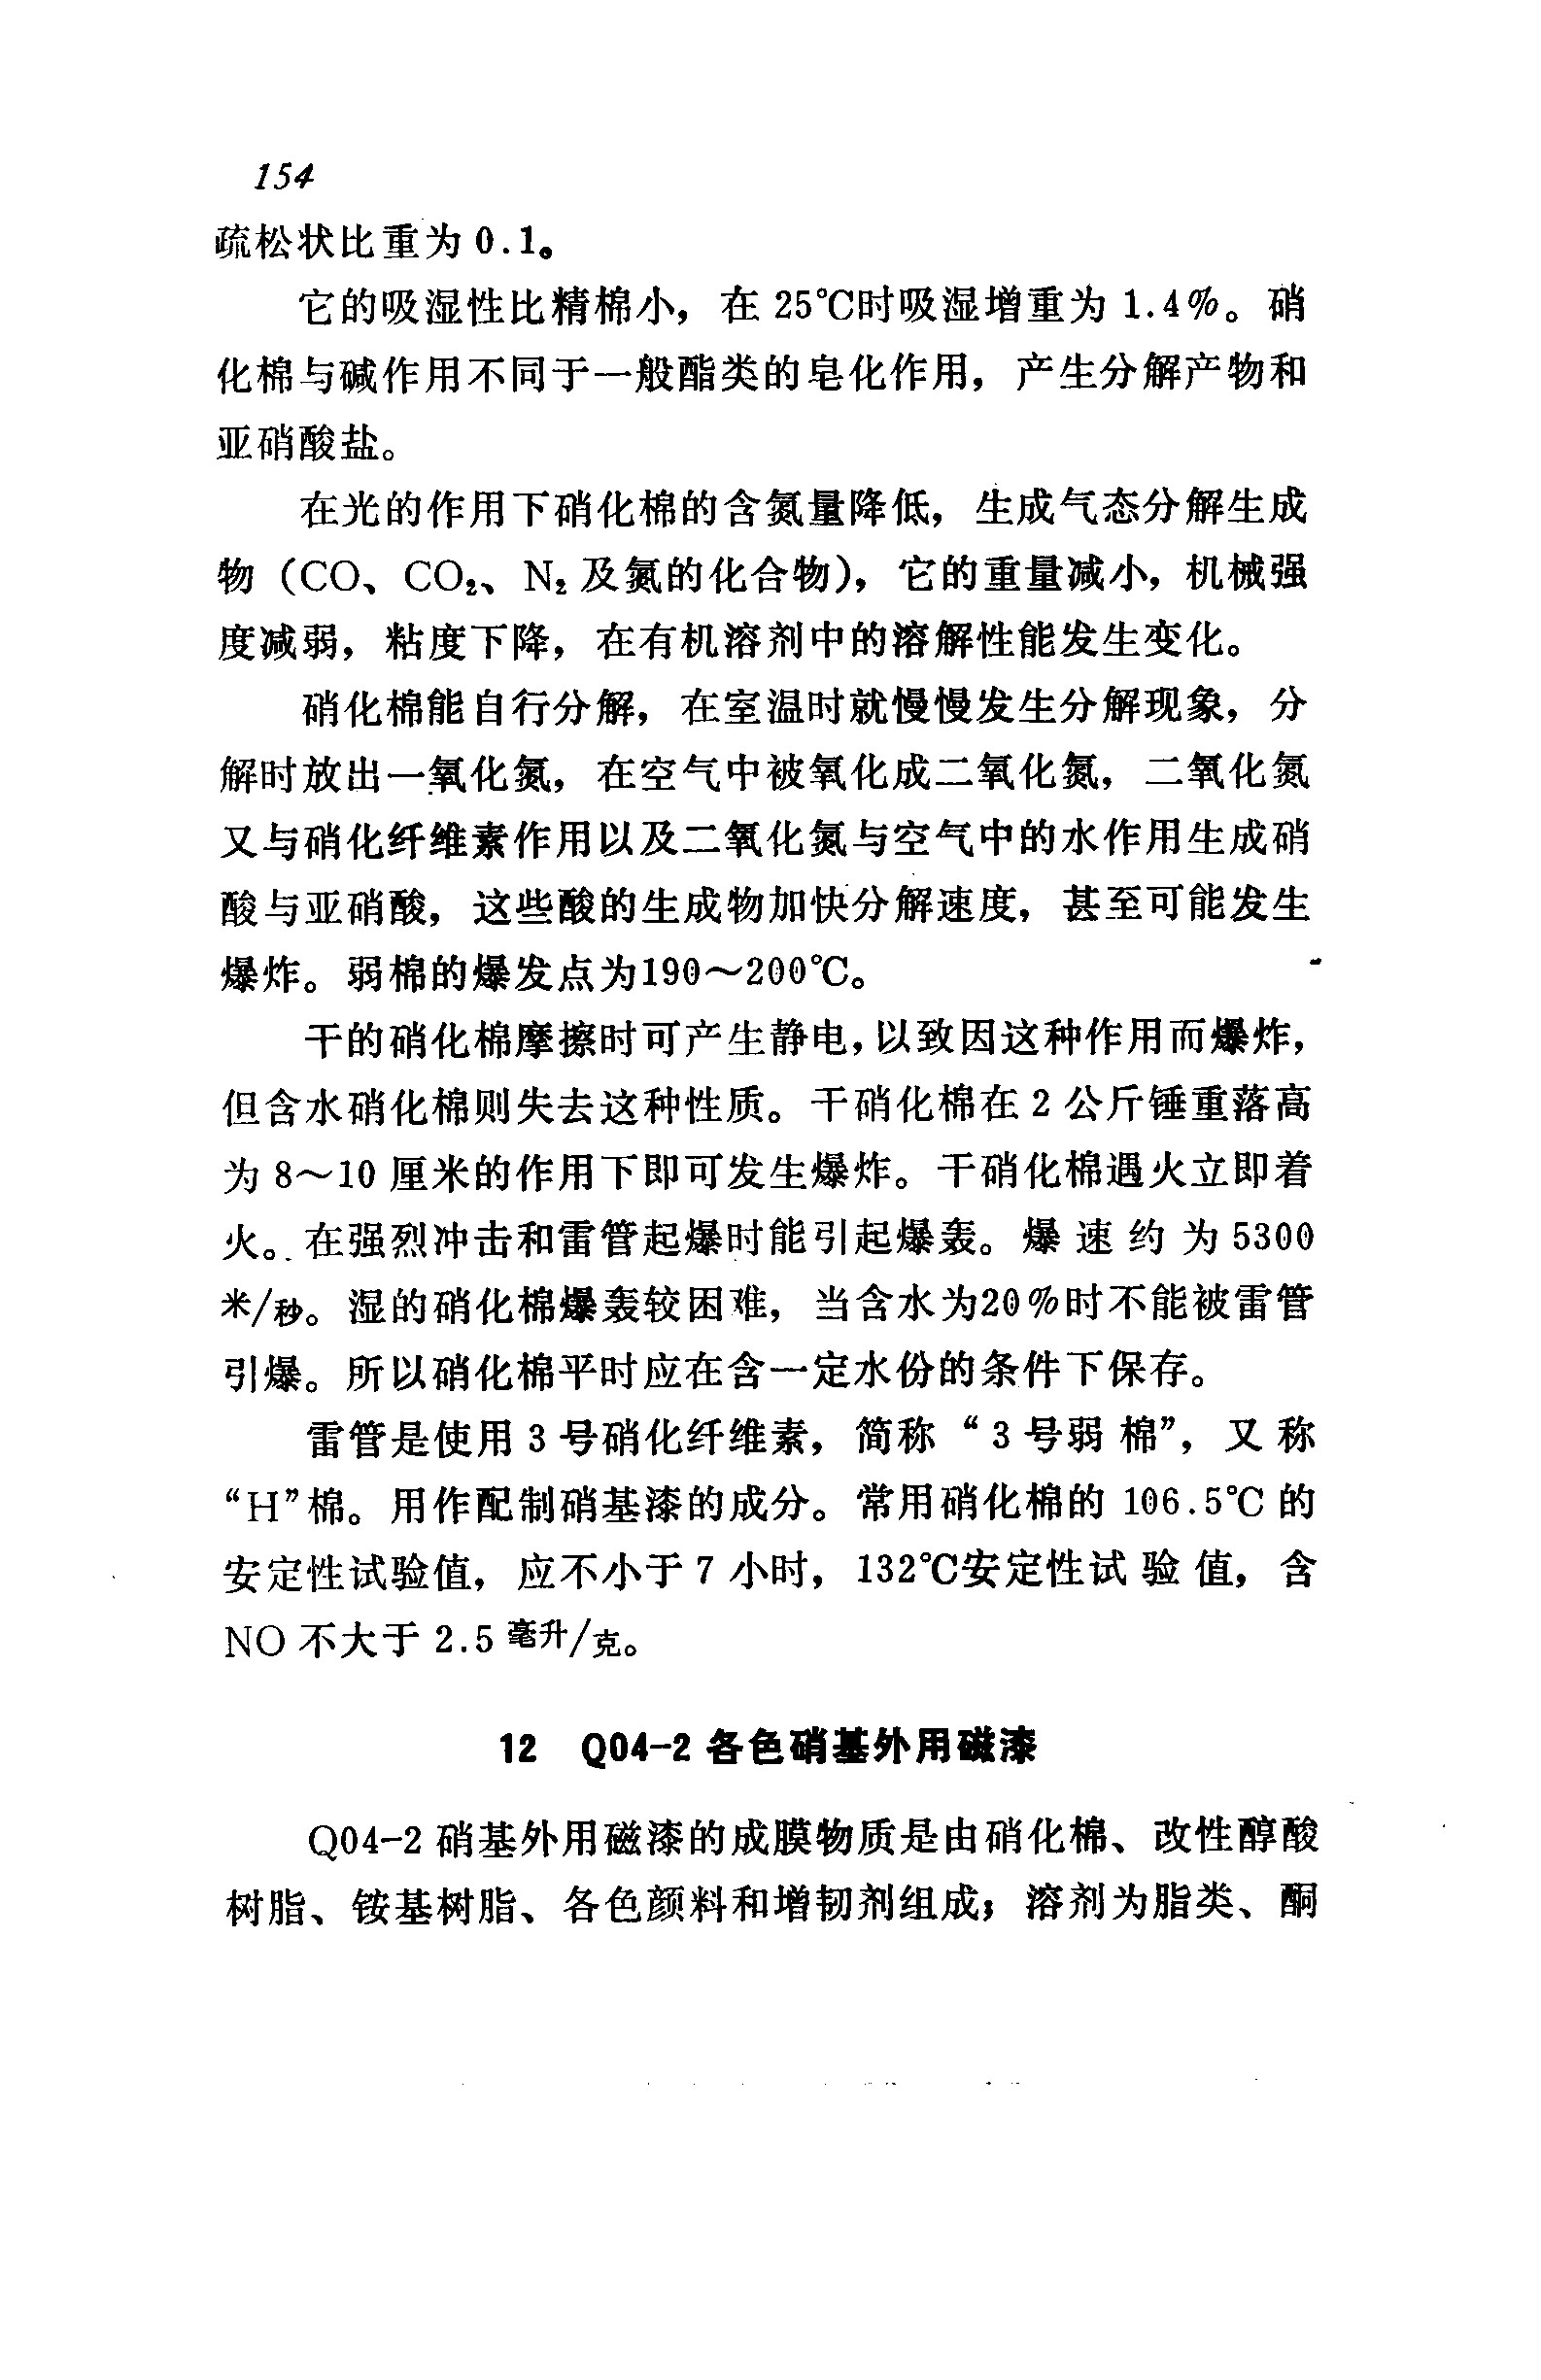 154
疏松状比重为 0.1。
它的吸湿性比精棉小，在 25℃时吸湿增重为 1.4%。硝
化棉与碱作用不同于一般酯类的皂化作用，产生分解产物和
亚硝酸盐。
在光的作用下硝化棉的含氮量降低，生成气态分解生成
物（CO、CO₂、N₂ 及氮的化合物），它的重量减小，机械强
度减弱，粘度下降，在有机溶剂中的溶解性能发生变化。
硝化棉能自行分解，在室温时就慢慢发生分解现象，分
解时放出一氧化氮，在空气中被氧化成二氧化氮，二氧化氮
又与硝化纤维素作用以及二氧化氮与空气中的水作用生成硝
酸与亚硝酸，这些酸的生成物加快分解速度，甚至可能发生
爆炸。弱棉的爆发点为190～200℃。
干的硝化棉摩擦时可产生静电，以致因这种作用而爆炸，
但含水硝化棉则失去这种性质。干硝化棉在 2 公斤锤重落高
为 8～10 厘米的作用下即可发生爆炸。干硝化棉遇火立即着
火。在强烈冲击和雷管起爆时能引起爆轰。爆速约为 5300
米/秒。湿的硝化棉爆轰较困难，当含水为20%时不能被雷管
引爆。所以硝化棉平时应在含一定水份的条件下保存。
雷管是使用 3 号硝化纤维素，简称“3 号弱棉”，又称
“H”棉。用作配制硝基漆的成分。常用硝化棉的 106.5℃ 的
安定性试验值，应不小于 7 小时，132℃安定性试验值，含
NO 不大于 2.5 毫升/克。
12 Q04-2 各色硝基外用磁漆
Q04-2 硝基外用磁漆的成膜物质是由硝化棉、改性醇酸
树脂、铵基树脂、各色颜料和增韧剂组成；溶剂为脂类、酮